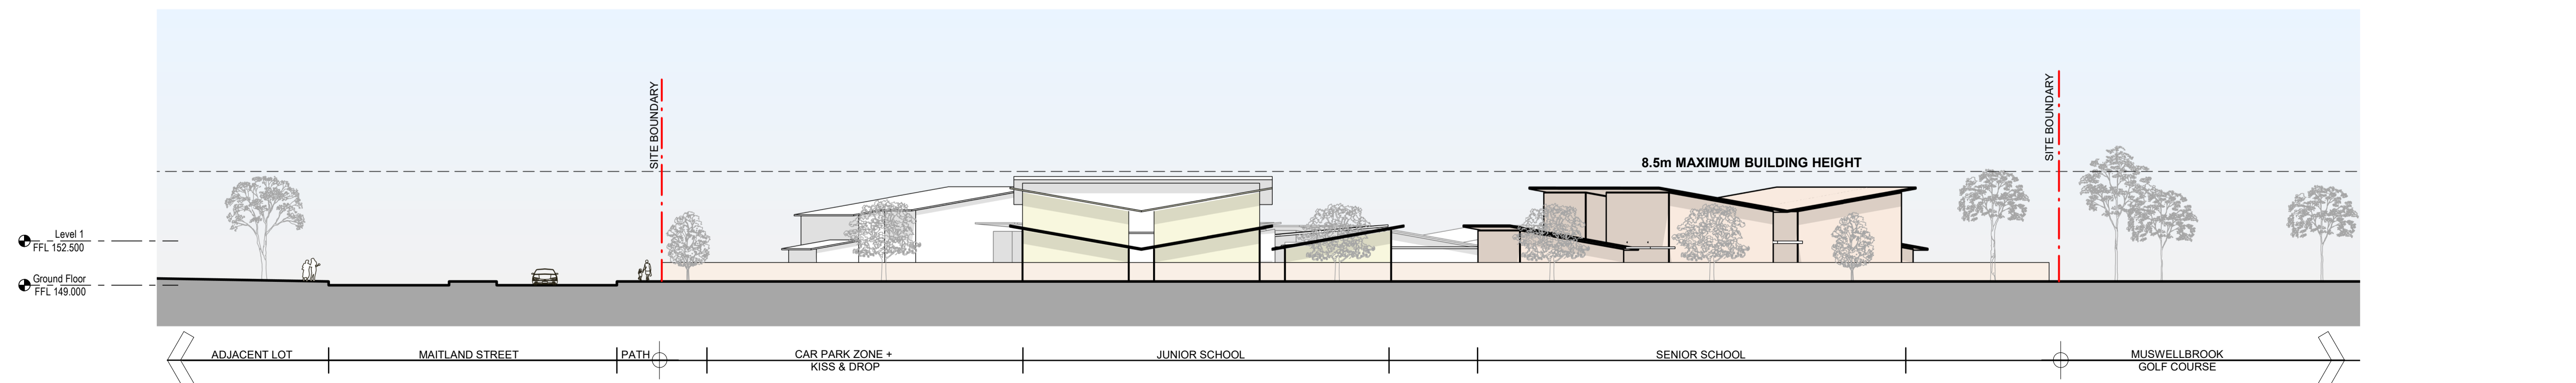 SITE BOUNDARY
SITE BOUNDARY
8.5m MAXIMUM BUILDING HEIGHT
Level 1
FFL 152.500
Ground Floor
FFL 149.000
ADJACENT LOT
MAITLAND STREET
PATH
CAR PARK ZONE +
KISS & DROP
JUNIOR SCHOOL
SENIOR SCHOOL
MUSWELLBROOK
GOLF COURSE